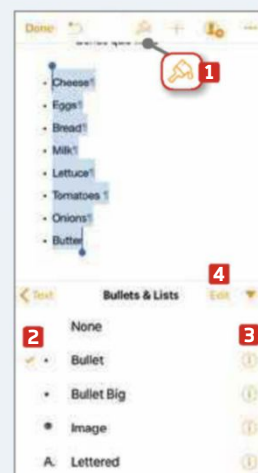 Done
1
• Cheese¶
• Eggs¶
• Bread¶
• Milk¶
• Lettuce¶
• Tomatoes ¶
• Onions¶
• Butter
4
Text Bullets & Lists Edit
None
2 3
• Bullet
• Bullet Big
• Image
A. Lettered